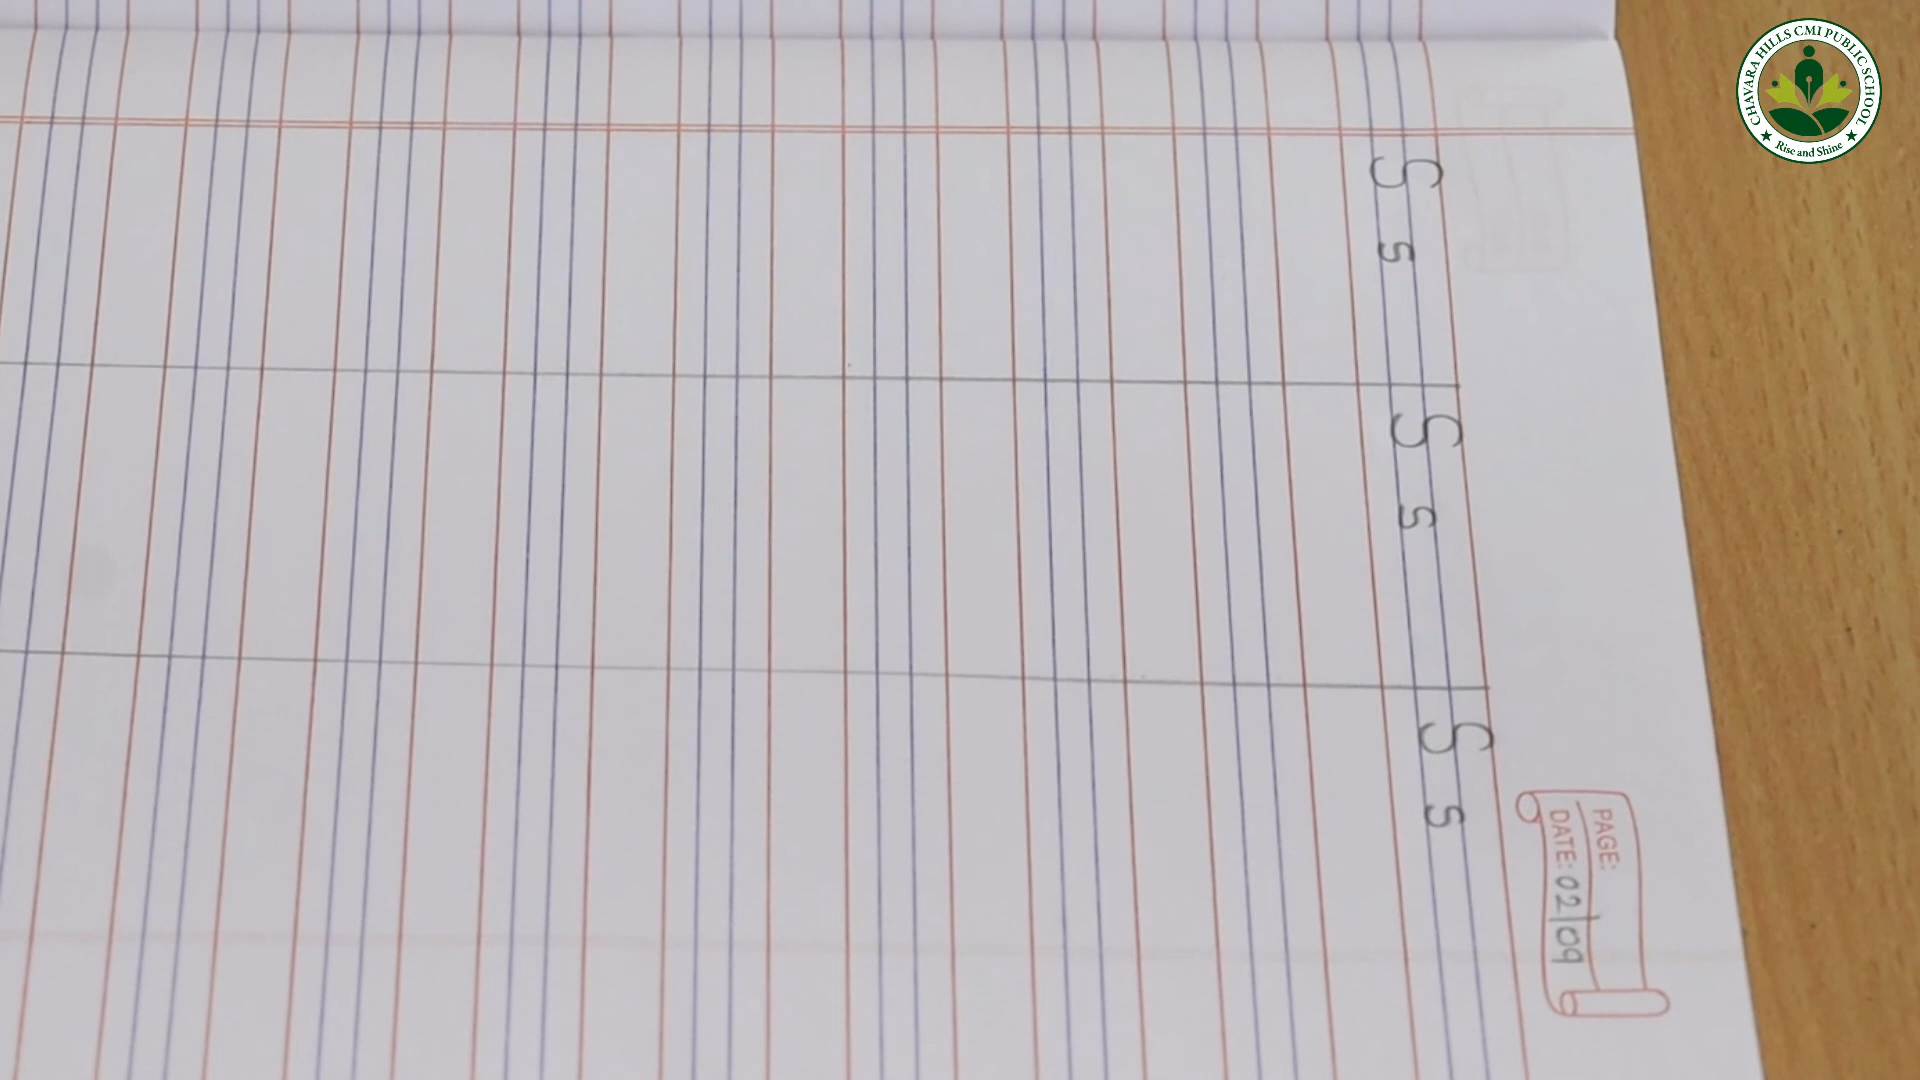 CHAVARA HILLS CMI PUBLIC SCHOOL
Rise and Shine
PAGE:
DATE: 02|09
S s S s S s